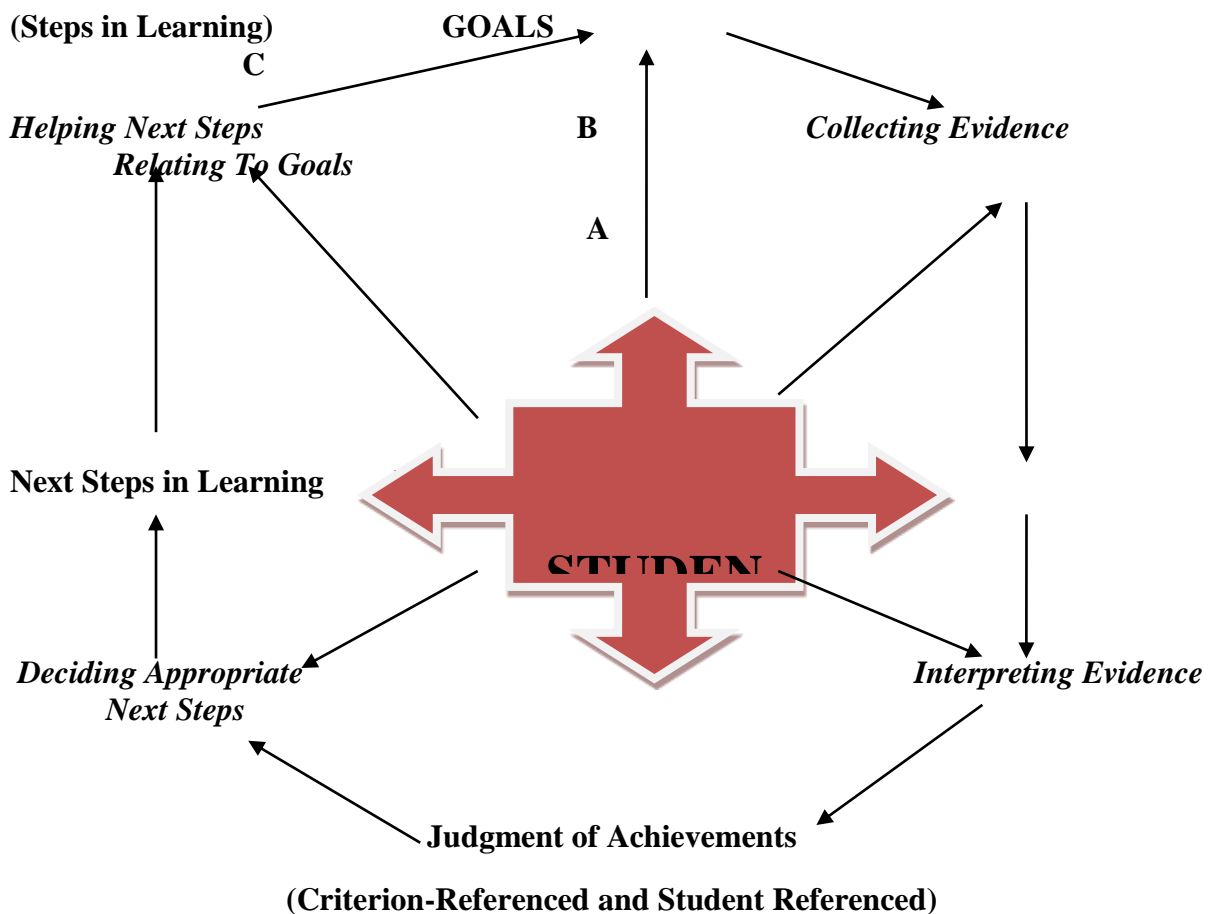 (Steps in Learning) GOALS
C
Helping Next Steps B Collecting Evidence
Relating To Goals
A
Next Steps in Learning
STUDEN
Deciding Appropriate Interpreting Evidence
Next Steps
Judgment of Achievements
(Criterion-Referenced and Student Referenced)